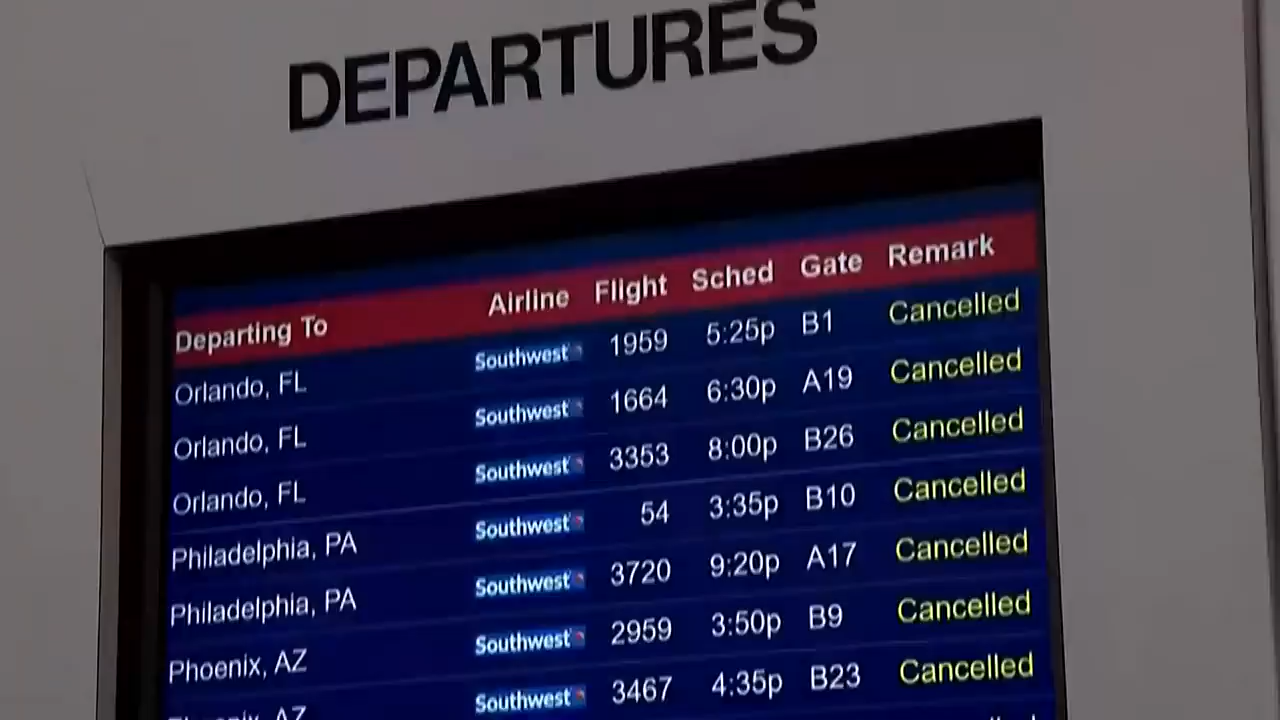 DEPARTURES
Departing To Airline Flight Sched Gate Remark
Orlando, FL Southwest 1959 5:25p B1 Cancelled
Orlando, FL Southwest 1664 6:30p A19 Cancelled
Orlando, FL Southwest 3353 8:00p B26 Cancelled
Philadelphia, PA Southwest 54 3:35p B10 Cancelled
Philadelphia, PA Southwest 3720 9:20p A17 Cancelled
Phoenix, AZ Southwest 2959 3:50p B9 Cancelled
Phoenix, AZ Southwest 3467 4:35p B23 Cancelled